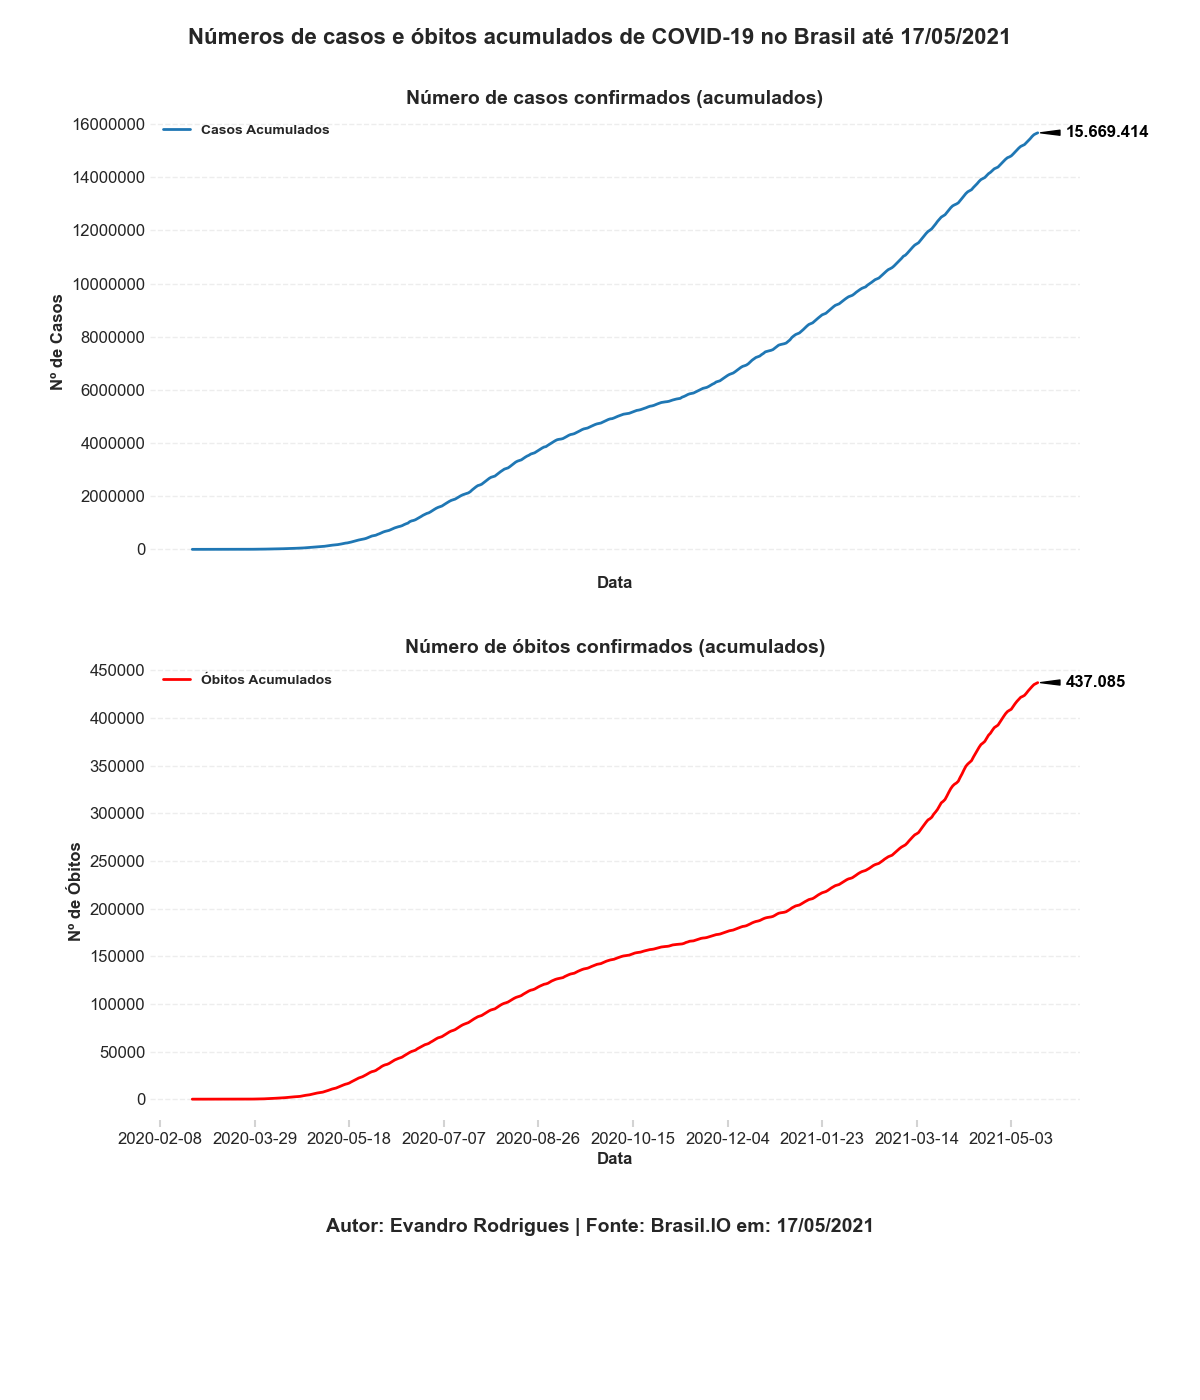 Números de casos e óbitos acumulados de COVID-19 no Brasil até 17/05/2021
Número de casos confirmados (acumulados)
Casos Acumulados
15.669.414
16000000
14000000
12000000
10000000
8000000
6000000
4000000
2000000
0
Nº de Casos
Data
Número de óbitos confirmados (acumulados)
Óbitos Acumulados
437.085
450000
400000
350000
300000
250000
200000
150000
100000
50000
0
Nº de Óbitos
2020-02-08 2020-03-29 2020-05-18 2020-07-07 2020-08-26 2020-10-15 2020-12-04 2021-01-23 2021-03-14 2021-05-03
Data
Autor: Evandro Rodrigues | Fonte: Brasil.IO em: 17/05/2021